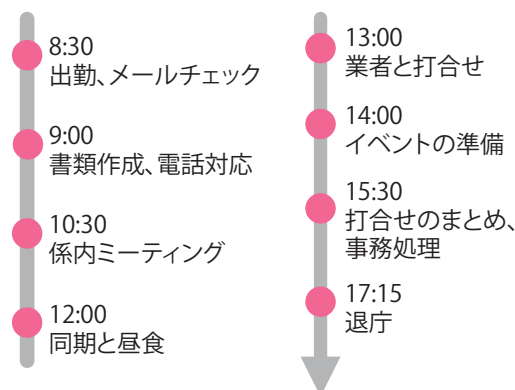 8:30
出勤、メールチェック
9:00
書類作成、電話対応
10:30
係内ミーティング
12:00
同期と昼食
13:00
業者と打合せ
14:00
イベントの準備
15:30
打合せのまとめ、
事務処理
17:15
退庁